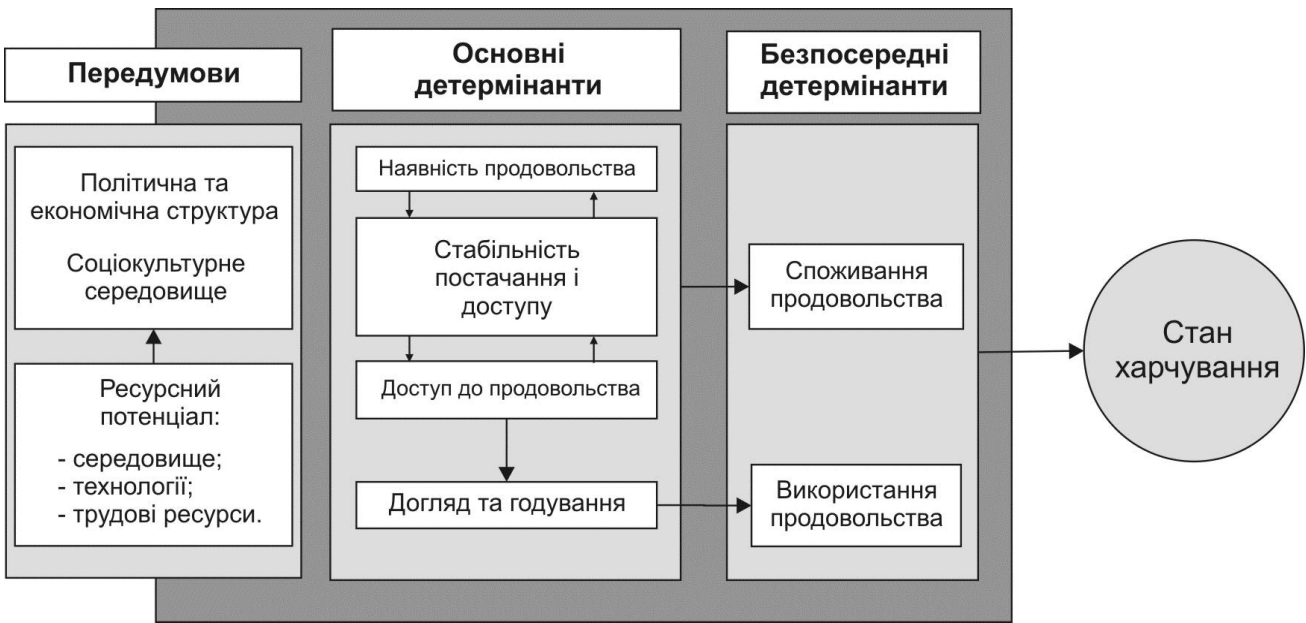 Передумови
Політична та
економічна структура
Соціокультурне
середовище
Ресурсний
потенціал:
- середовище;
- технології;
- трудові ресурси.
Основні
детермінанти
Наявність продовольства
Стабільність
постачання і
доступу
Доступ до продовольства
Догляд та годування
Безпосередні
детермінанти
Споживання
продовольства
Використання
продовольства
Стан
харчування